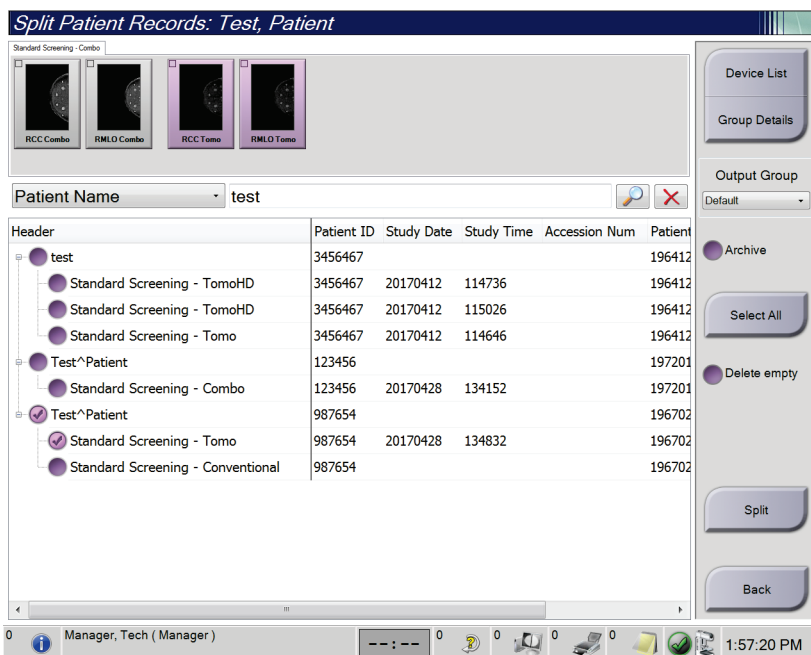 Split Patient Records: Test, Patient
Standard Screening - Combo
RCC Combo RMLO Combo RCC Tomo RMLO Tomo
Device List
Group Details
Output Group
Default
Patient Name test
Header Patient ID Study Date Study Time Accession Num Patient
test 3456467 196412
Standard Screening - TomoHD 3456467 20170412 114736 196412
Standard Screening - TomoHD 3456467 20170412 115026 196412
Standard Screening - Tomo 3456467 20170412 114646 196412
Test^Patient 123456 197201
Standard Screening - Combo 123456 20170428 134152 197201
Test^Patient 987654 196702
Standard Screening - Tomo 987654 20170428 134832 196702
Standard Screening - Conventional 987654 196702
Archive
Select All
Delete empty
Split
Back
0 Manager, Tech ( Manager ) --:-- 0 0 0 0 1:57:20 PM